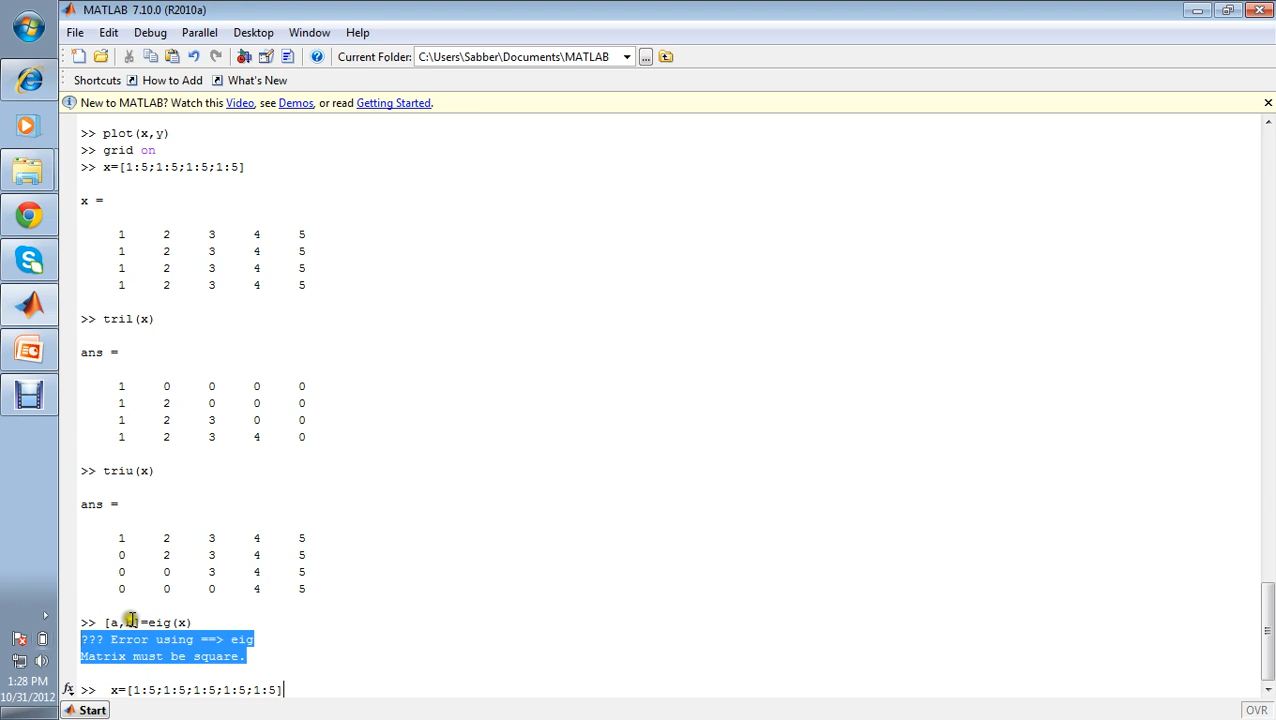 MATLAB 7.10.0 (R2010a)
File Edit Debug Parallel Desktop Window Help
Current Folder: C:\Users\Sabber\Documents\MATLAB ...
Shortcuts How to Add What's New
New to MATLAB? Watch this Video, see Demos, or read Getting Started.
>> plot(x,y)
>> grid on
>> x=[1:5;1:5;1:5;1:5]
x =
1 2 3 4 5
1 2 3 4 5
1 2 3 4 5
1 2 3 4 5
>> tril(x)
ans =
1 0 0 0 0
1 2 0 0 0
1 2 3 0 0
1 2 3 4 0
>> triu(x)
ans =
1 2 3 4 5
0 2 3 4 5
0 0 3 4 5
0 0 0 4 5
>> [a, ]=eig(x)
??? Error using ==> eig
Matrix must be square.
fx >> x=[1:5;1:5;1:5;1:5;1:5]
Start
OVR
1:28 PM
10/31/2012